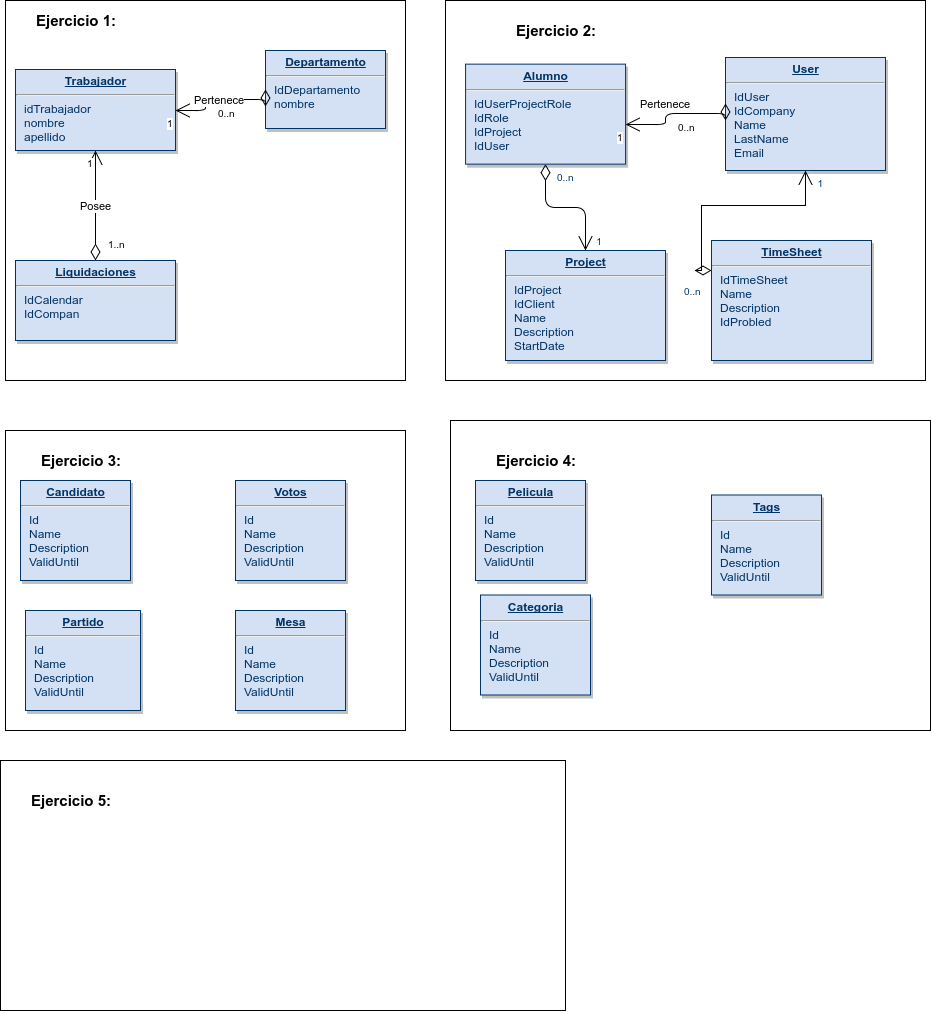 Ejercicio 1:
Trabajador
idTrabajador
nombre
apellido
1
Pertenece
0..n
Departamento
IdDepartamento
nombre
1
Posee
1..n
Liquidaciones
IdCalendar
IdCompan
Ejercicio 2:
Alumno
IdUserProjectRole
IdRole
IdProject
IdUser
1
Pertenece
0..n
User
IdUser
IdCompany
Name
LastName
Email
0..n
1
1
0..n
Project
IdProject
IdClient
Name
Description
StartDate
TimeSheet
IdTimeSheet
Name
Description
IdProbled
Ejercicio 3:
Candidato
Id
Name
Description
ValidUntil
Votos
Id
Name
Description
ValidUntil
Partido
Id
Name
Description
ValidUntil
Mesa
Id
Name
Description
ValidUntil
Ejercicio 4:
Pelicula
Id
Name
Description
ValidUntil
Tags
Id
Name
Description
ValidUntil
Categoria
Id
Name
Description
ValidUntil
Ejercicio 5: